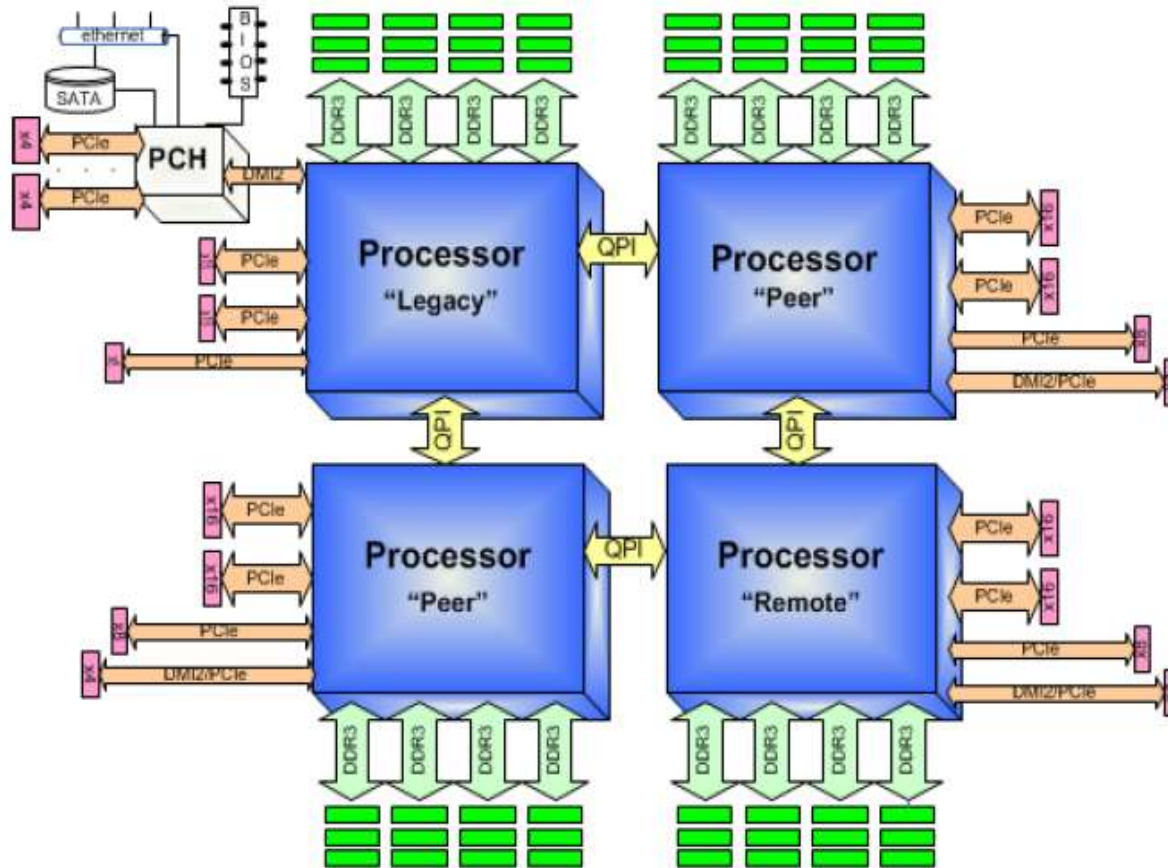 ethernet
BIOS
SATA
x4
PCIe
. . .
x4
PCIe
PCH
DMI2
DDR3
DDR3
DDR3
DDR3
DDR3
DDR3
DDR3
DDR3
Processor
"Legacy"
QPI
Processor
"Peer"
PCIe
PCIe
PCIe
PCIe
x16
PCIe
x16
PCIe
x8
DMI2/PCIe
QPI
QPI
Processor
"Peer"
QPI
Processor
"Remote"
x16
PCIe
x16
PCIe
x8
PCIe
x4
DMI2/PCIe
PCIe
x16
PCIe
x16
PCIe
x8
DMI2/PCIe
DDR3
DDR3
DDR3
DDR3
DDR3
DDR3
DDR3
DDR3